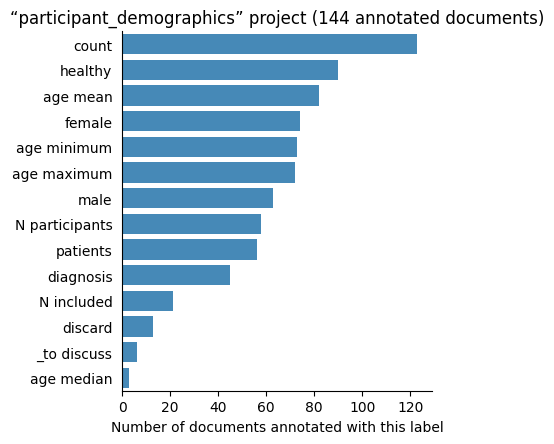 “participant_demographics” project (144 annotated documents)
count
healthy
age mean
female
age minimum
age maximum
male
N participants
patients
diagnosis
N included
discard
_to discuss
age median
0 20 40 60 80 100 120
Number of documents annotated with this label